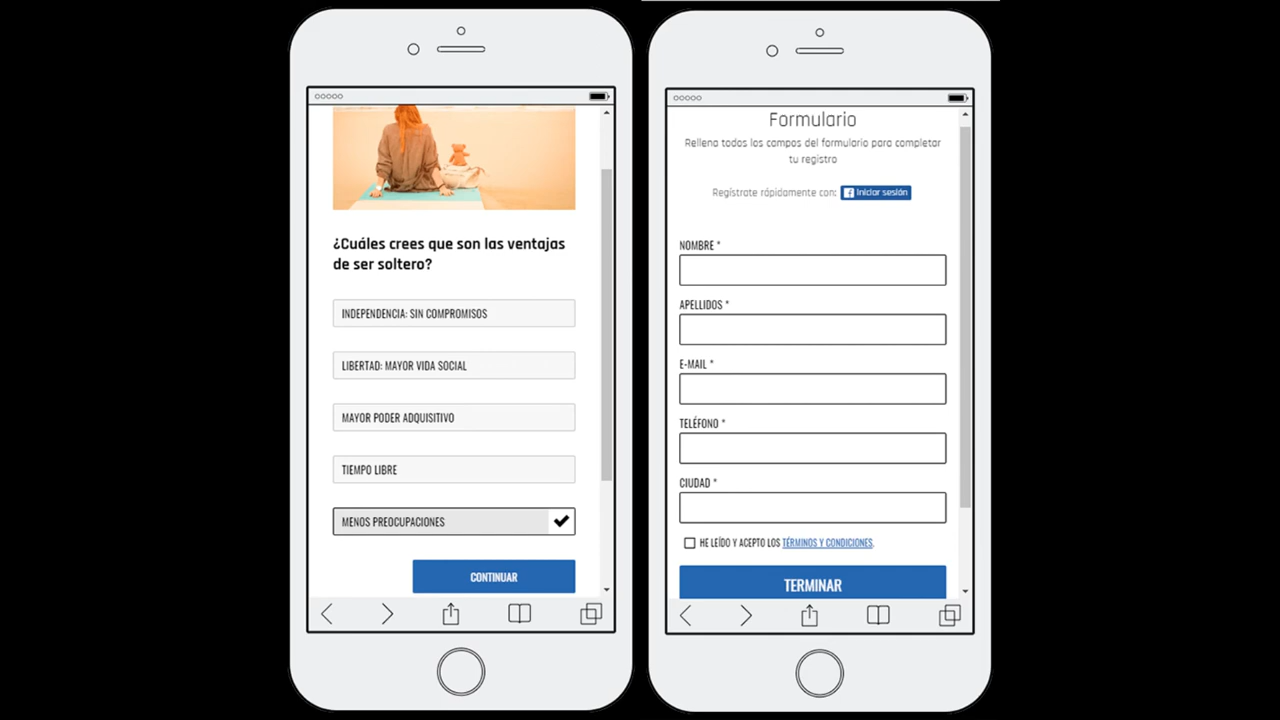 ¿Cuáles crees que son las ventajas
de ser soltero?
INDEPENDENCIA: SIN COMPROMISOS
LIBERTAD: MAYOR VIDA SOCIAL
MAYOR PODER ADQUISITIVO
TIEMPO LIBRE
MENOS PREOCUPACIONES
CONTINUAR
Formulario
Rellena todos los campos del formulario para completar
tu registro
Regístrate rápidamente con: f Iniciar sesión
NOMBRE *
APELLIDOS *
E-MAIL *
TELÉFONO *
CIUDAD *
HE LEÍDO Y ACEPTO LOS TÉRMINOS Y CONDICIONES.
TERMINAR